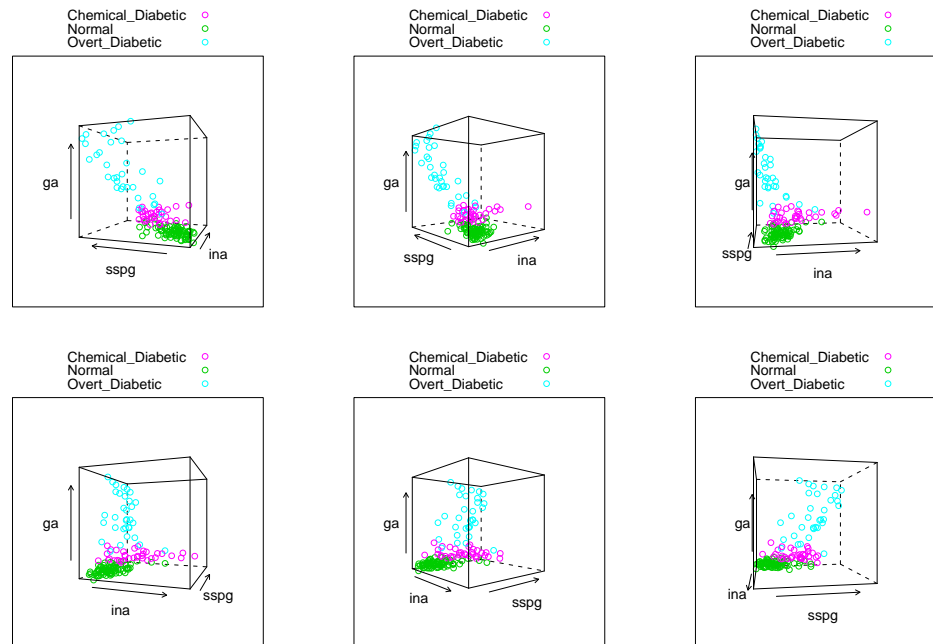 Chemical_Diabetic
Normal
Overt_Diabetic
ga
sspg
ina
Chemical_Diabetic
Normal
Overt_Diabetic
ga
sspg
ina
Chemical_Diabetic
Normal
Overt_Diabetic
ga
sspg
ina
Chemical_Diabetic
Normal
Overt_Diabetic
ga
ina
sspg
Chemical_Diabetic
Normal
Overt_Diabetic
ga
ina
sspg
Chemical_Diabetic
Normal
Overt_Diabetic
ga
ina
sspg